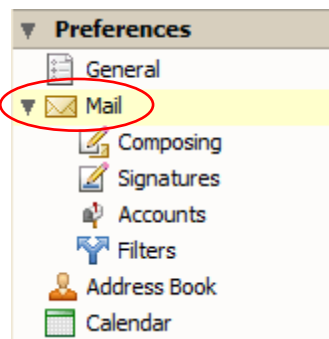 Preferences
General
Mail
Composing
Signatures
Accounts
Filters
Address Book
Calendar